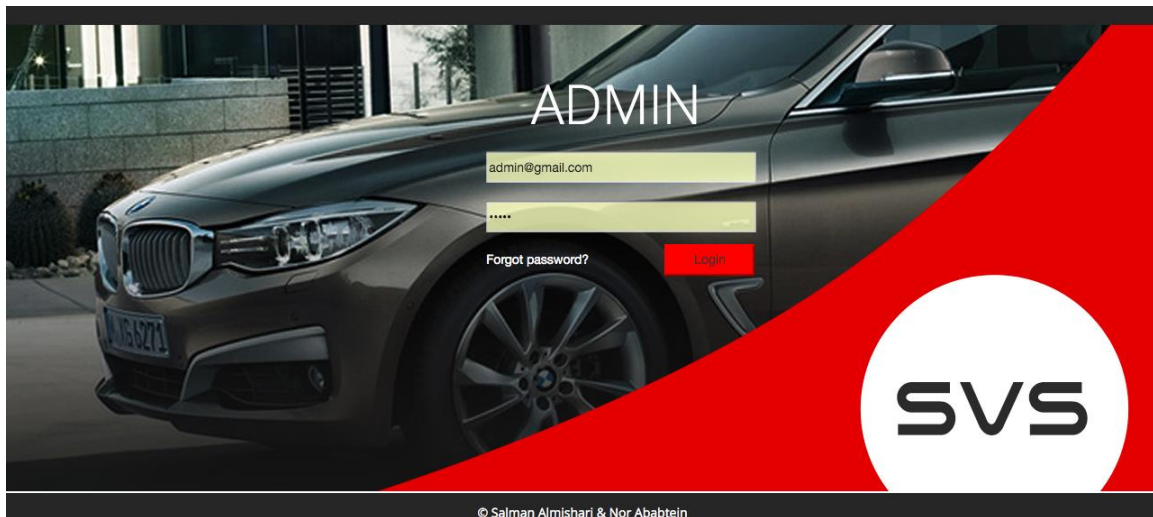 ADMIN
admin@gmail.com
•••••
Forgot password?
Login
SVS
© Salman Almishari & Nor Ababtein